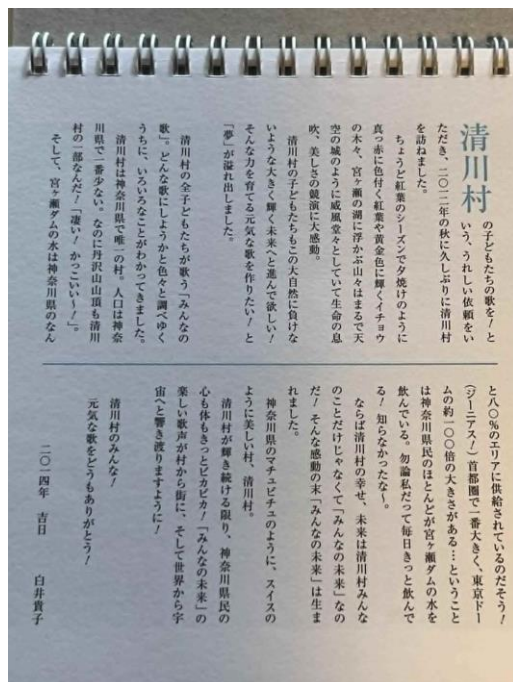 清川村の子どもたちの歌を！と
いう、うれしい依頼をい
ただき、二〇一二年の秋に久しぶりに清川村
を訪ねました。
ちょうど紅葉のシーズンで夕焼けのように
真っ赤に色付く紅葉や黄金色に輝くイチョウ
の木々、宮ヶ瀬の湖に浮かぶ山々はまるで天
空の城のように威風堂々としていて生命の息
吹、美しさの競演に大感動。
清川村の子どもたちもこの大自然に負けな
いような大きく輝く未来へと進んで欲しい！
そんな力を育てる元気な歌を作りたい！と
「夢」が溢れ出しました。
清川村の全子どもたちが歌う「みんなの
歌」。どんな歌にしようかと色々と調べゆく
うちに、いろいろなことがわかってきました。
清川村は神奈川県で唯一の村。人口は神奈
川県で一番少ない。なのに丹沢山山頂も清川
村の一部なんだ！「凄い！かっこいい〜！」。
そして、宮ヶ瀬ダムの水は神奈川県のなん
と八〇％のエリアに供給されているのだそう！
（ジーニアス！）首都圏で一番大きく、東京ドー
ムの約一〇〇倍の大きさがある…ということ
は神奈川県民のほとんどが宮ヶ瀬ダムの水を
飲んでいる。勿論私だって毎日きっと飲んで
る！知らなかったな〜。
ならば清川村の幸せ、未来は清川村みんな
のことだけじゃなくて「みんなの未来」なの
だ！そんな感動の末「みんなの未来」は生ま
れました。
神奈川県のマチュピチュのように、スイスの
ように美しい村、清川村。
清川村が輝き続ける限り、神奈川県民の
心も体もきっとピカピカ！「みんなの未来」の
楽しい歌声が村から街に、そして世界から宇
宙へと響き渡りますように！
清川村のみんな！
元気な歌をどうもありがとう！
二〇一四年　吉日　白井貴子